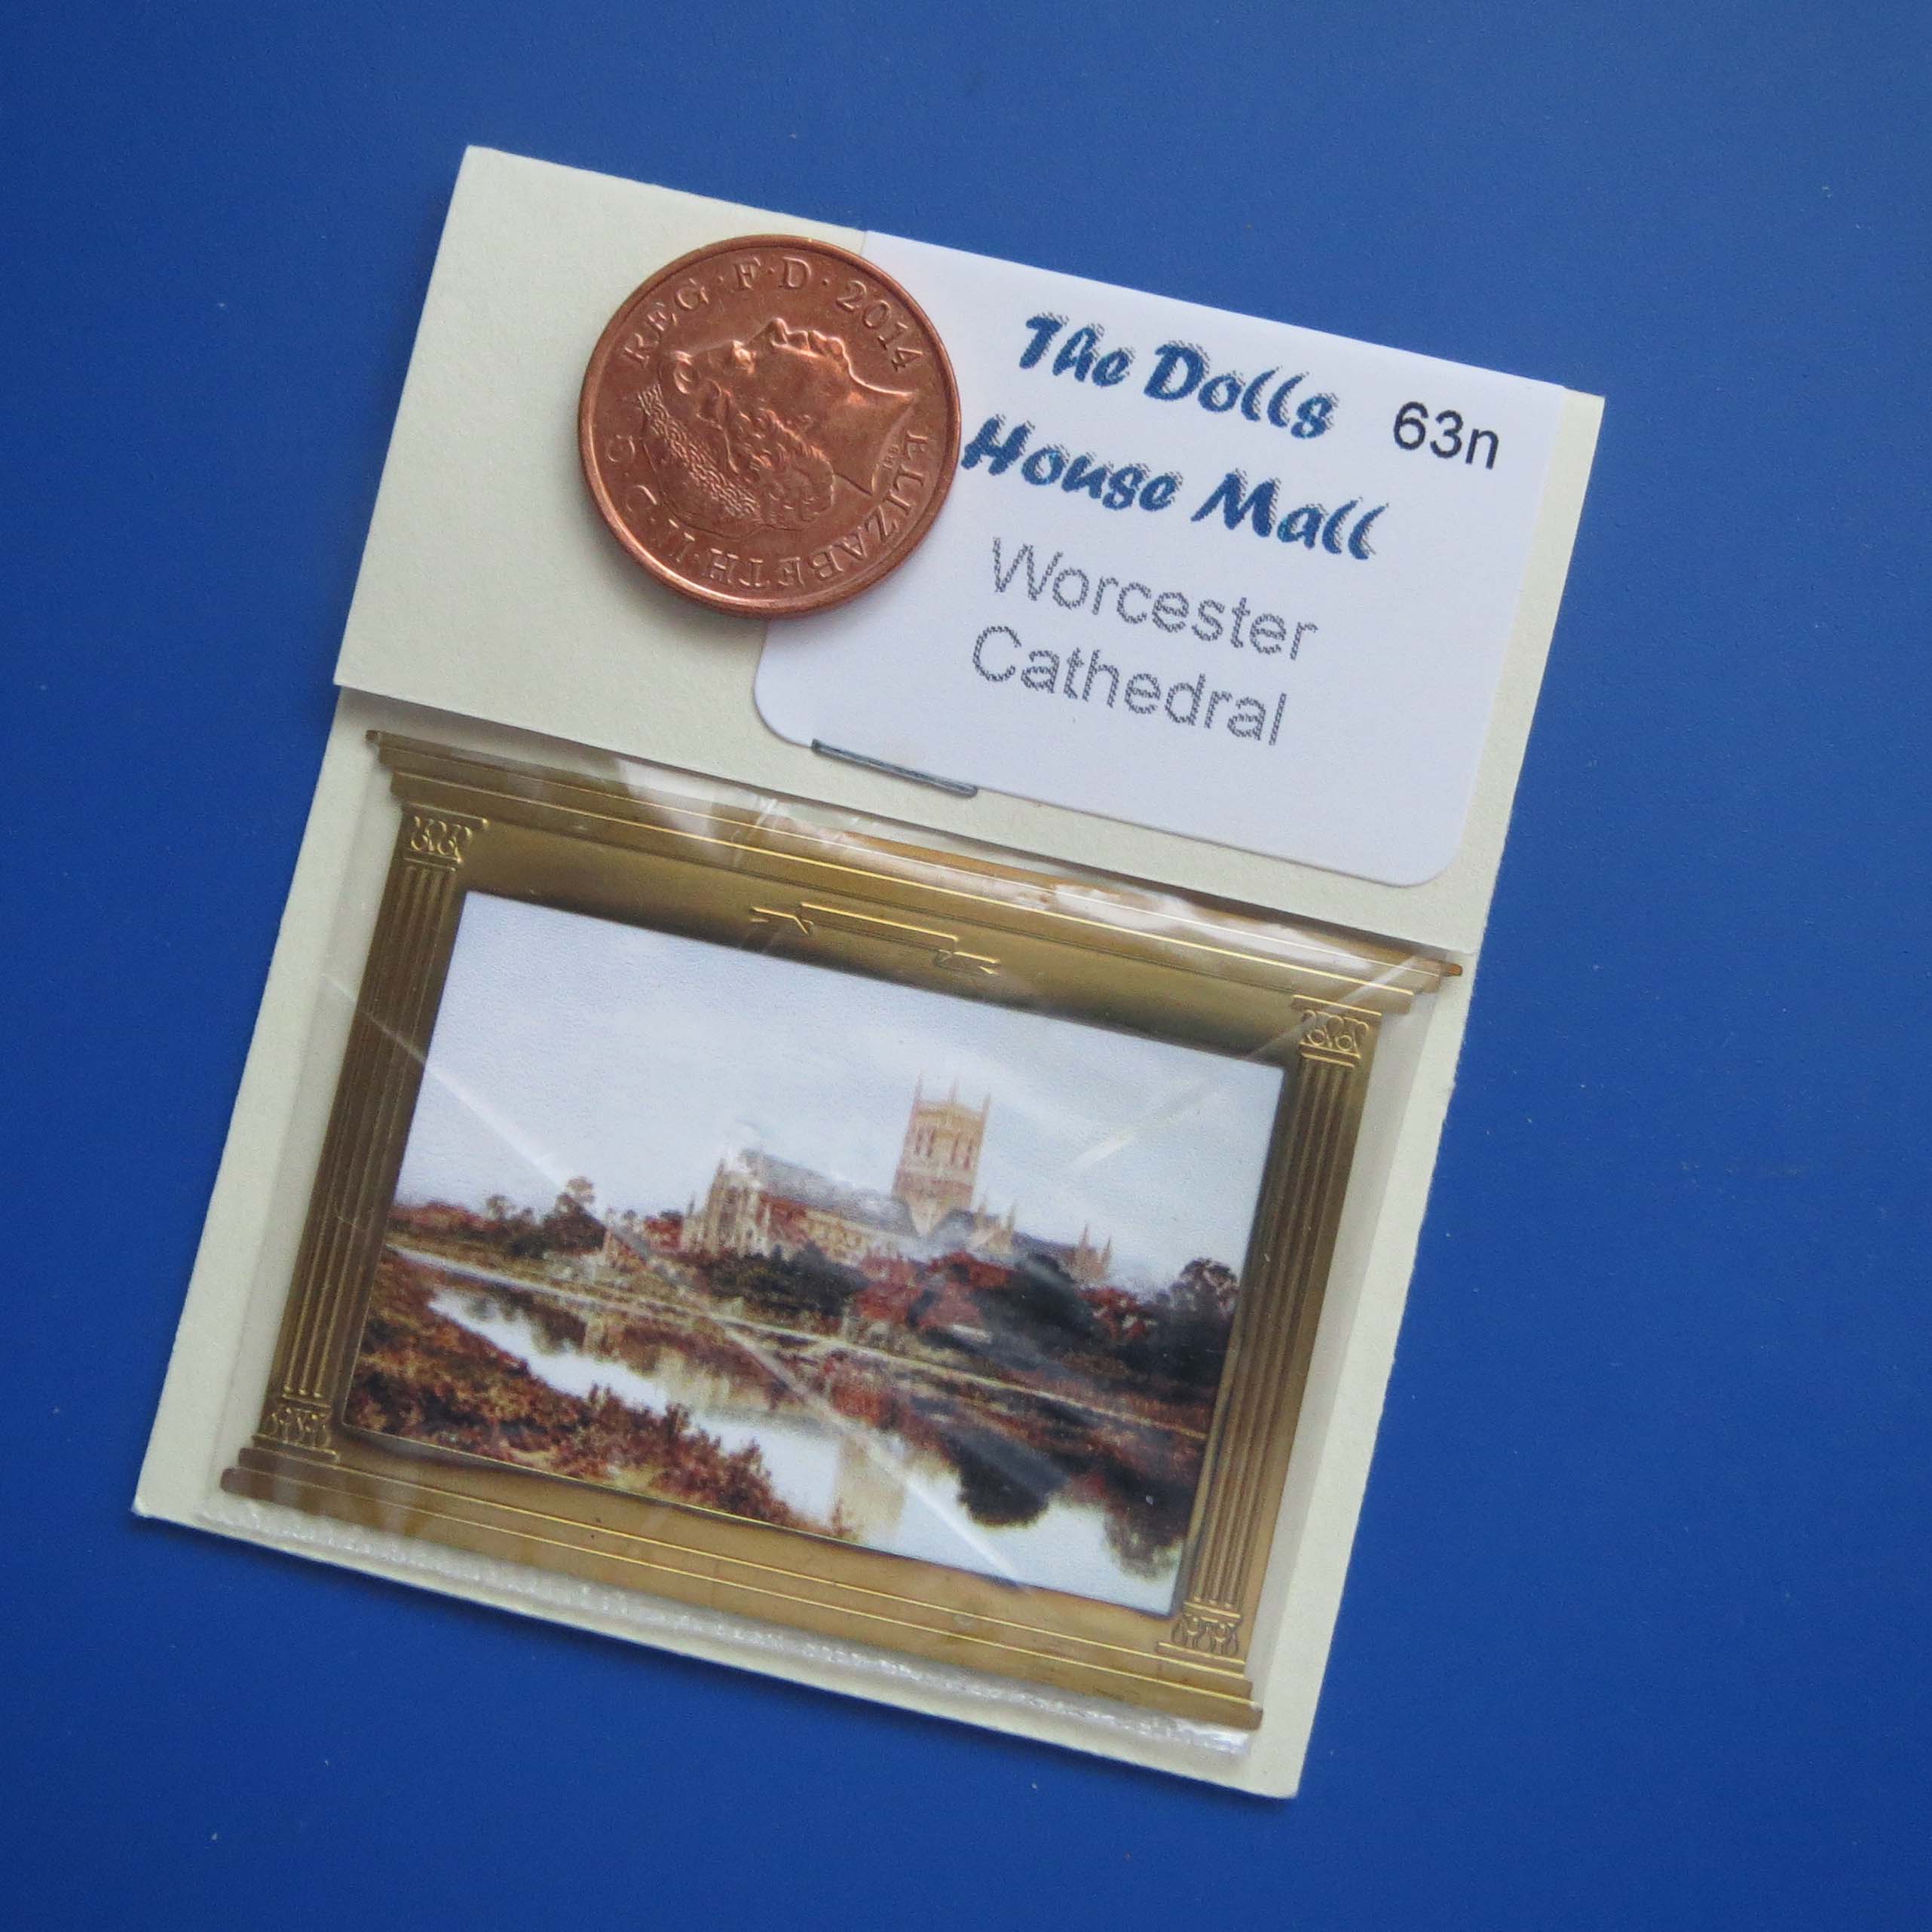 ELIZABETH·II·D·G
REG·F·D·2014
The Dolls
House Mall
63n
Worcester
Cathedral